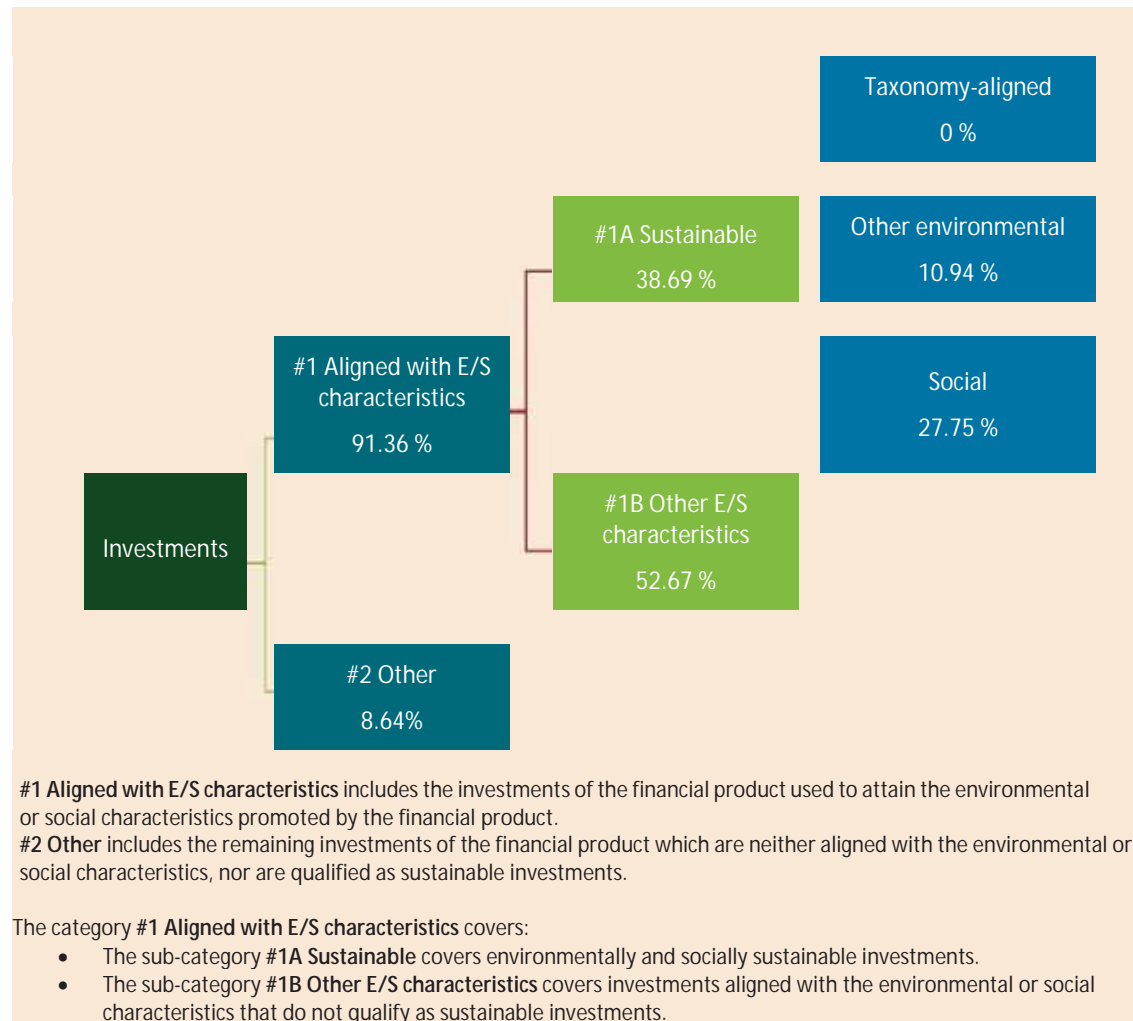 Taxonomy-aligned
0 %
#1A Sustainable
38.69 %
Other environmental
10.94 %
#1 Aligned with E/S
characteristics
91.36 %
Social
27.75 %
Investments
#1B Other E/S
characteristics
52.67 %
#2 Other
8.64%
#1 Aligned with E/S characteristics includes the investments of the financial product used to attain the environmental
or social characteristics promoted by the financial product.
#2 Other includes the remaining investments of the financial product which are neither aligned with the environmental or
social characteristics, nor are qualified as sustainable investments.
The category #1 Aligned with E/S characteristics covers:
• The sub-category #1A Sustainable covers environmentally and socially sustainable investments.
• The sub-category #1B Other E/S characteristics covers investments aligned with the environmental or social
characteristics that do not qualify as sustainable investments.